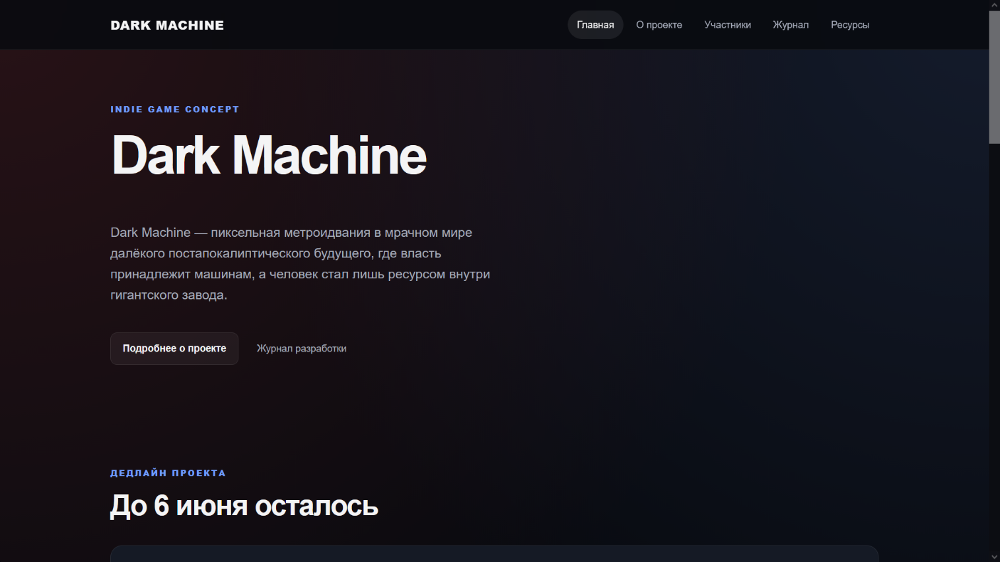 DARK MACHINE
Главная О проекте Участники Журнал Ресурсы
INDIE GAME CONCEPT
Dark Machine
Dark Machine — пиксельная метроидвания в мрачном мире
далёкого постапокалиптического будущего, где власть
принадлежит машинам, а человек стал лишь ресурсом внутри
гигантского завода.
Подробнее о проекте Журнал разработки
ДЕДЛАЙН ПРОЕКТА
До 6 июня осталось